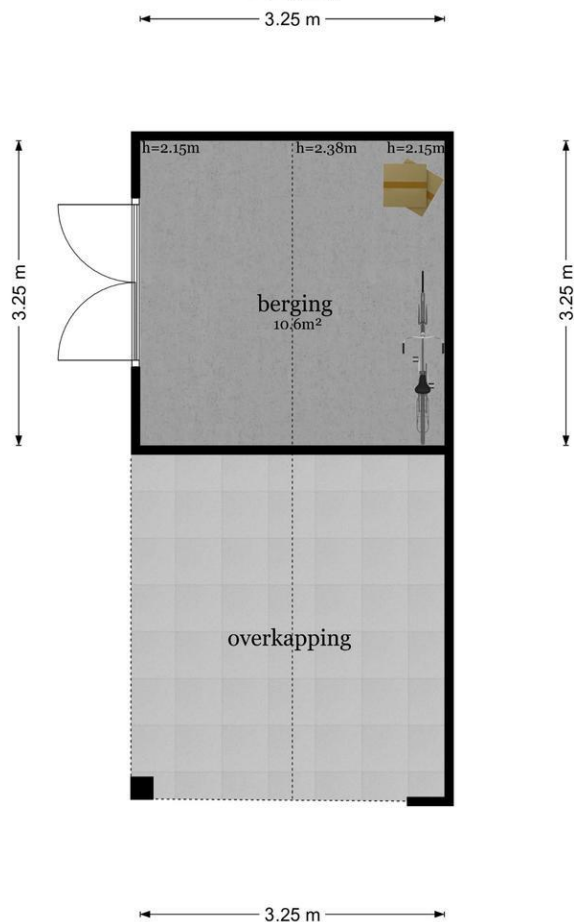 3.25 m
h=2.15m
h=2.38m
h=2.15m
3.25 m
3.25 m
berging
10.6m²
overkapping
3.25 m